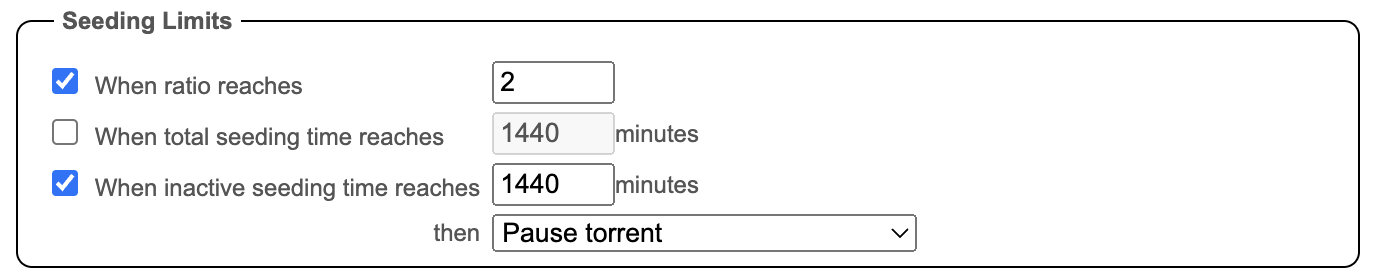 Seeding Limits
When ratio reaches 2
When total seeding time reaches 1440 minutes
When inactive seeding time reaches 1440 minutes
then Pause torrent